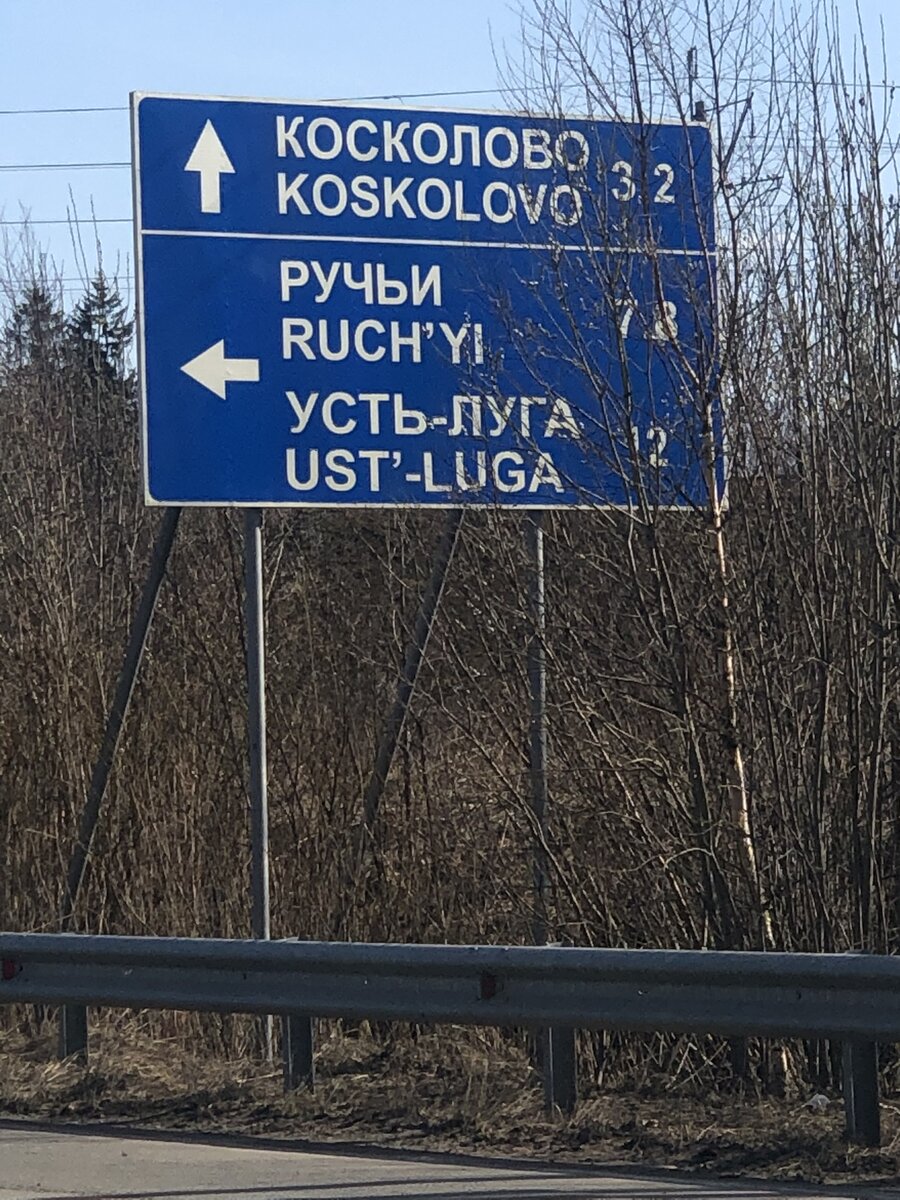 КОСКОЛОВО
KOSKOLOVO 3.2
РУЧЬИ
RUCH'YI 7.8
УСТЬ-ЛУГА
UST'-LUGA 12